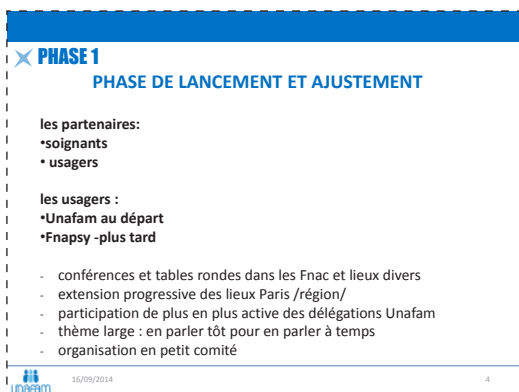 PHASE 1
PHASE DE LANCEMENT ET AJUSTEMENT
les partenaires:
•soignants
• usagers
les usagers :
•Unafam au départ
•Fnapsy -plus tard
- conférences et tables rondes dans les Fnac et lieux divers
- extension progressive des lieux Paris /région/
- participation de plus en plus active des délégations Unafam
- thème large : en parler tôt pour en parler à temps
- organisation en petit comité
unafam
16/09/2014
4